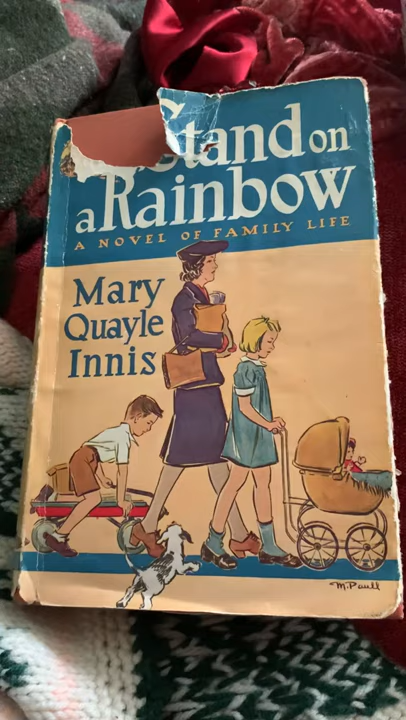 Stand on
a Rainbow
A NOVEL OF FAMILY LIFE
Mary
Quayle
Innis
M. Paull